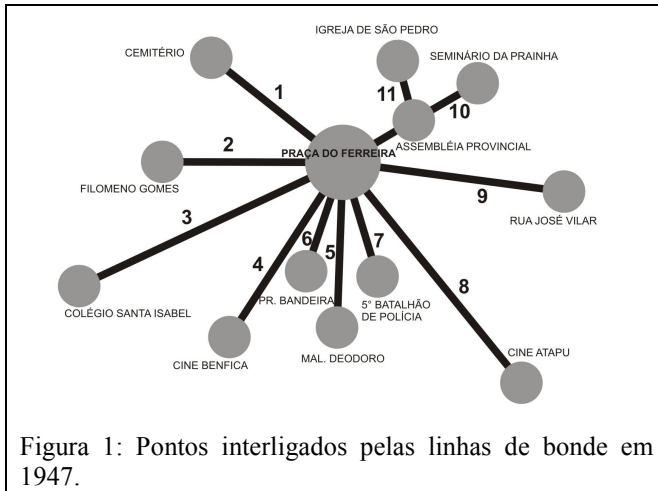 IGREJA DE SÃO PEDRO
CEMITÉRIO
SEMINÁRIO DA PRAINHA
11
10
1
PRAÇA DO FERREIRA
ASSEMBLÉIA PROVINCIAL
2
FILOMENO GOMES
9
RUA JOSÉ VILAR
3
6
7
5
4
8
PR. BANDEIRA
5° BATALHÃO
DE POLÍCIA
COLÉGIO SANTA ISABEL
CINE BENFICA
MAL. DEODORO
CINE ATAPU
Figura 1: Pontos interligados pelas linhas de bonde em
1947.